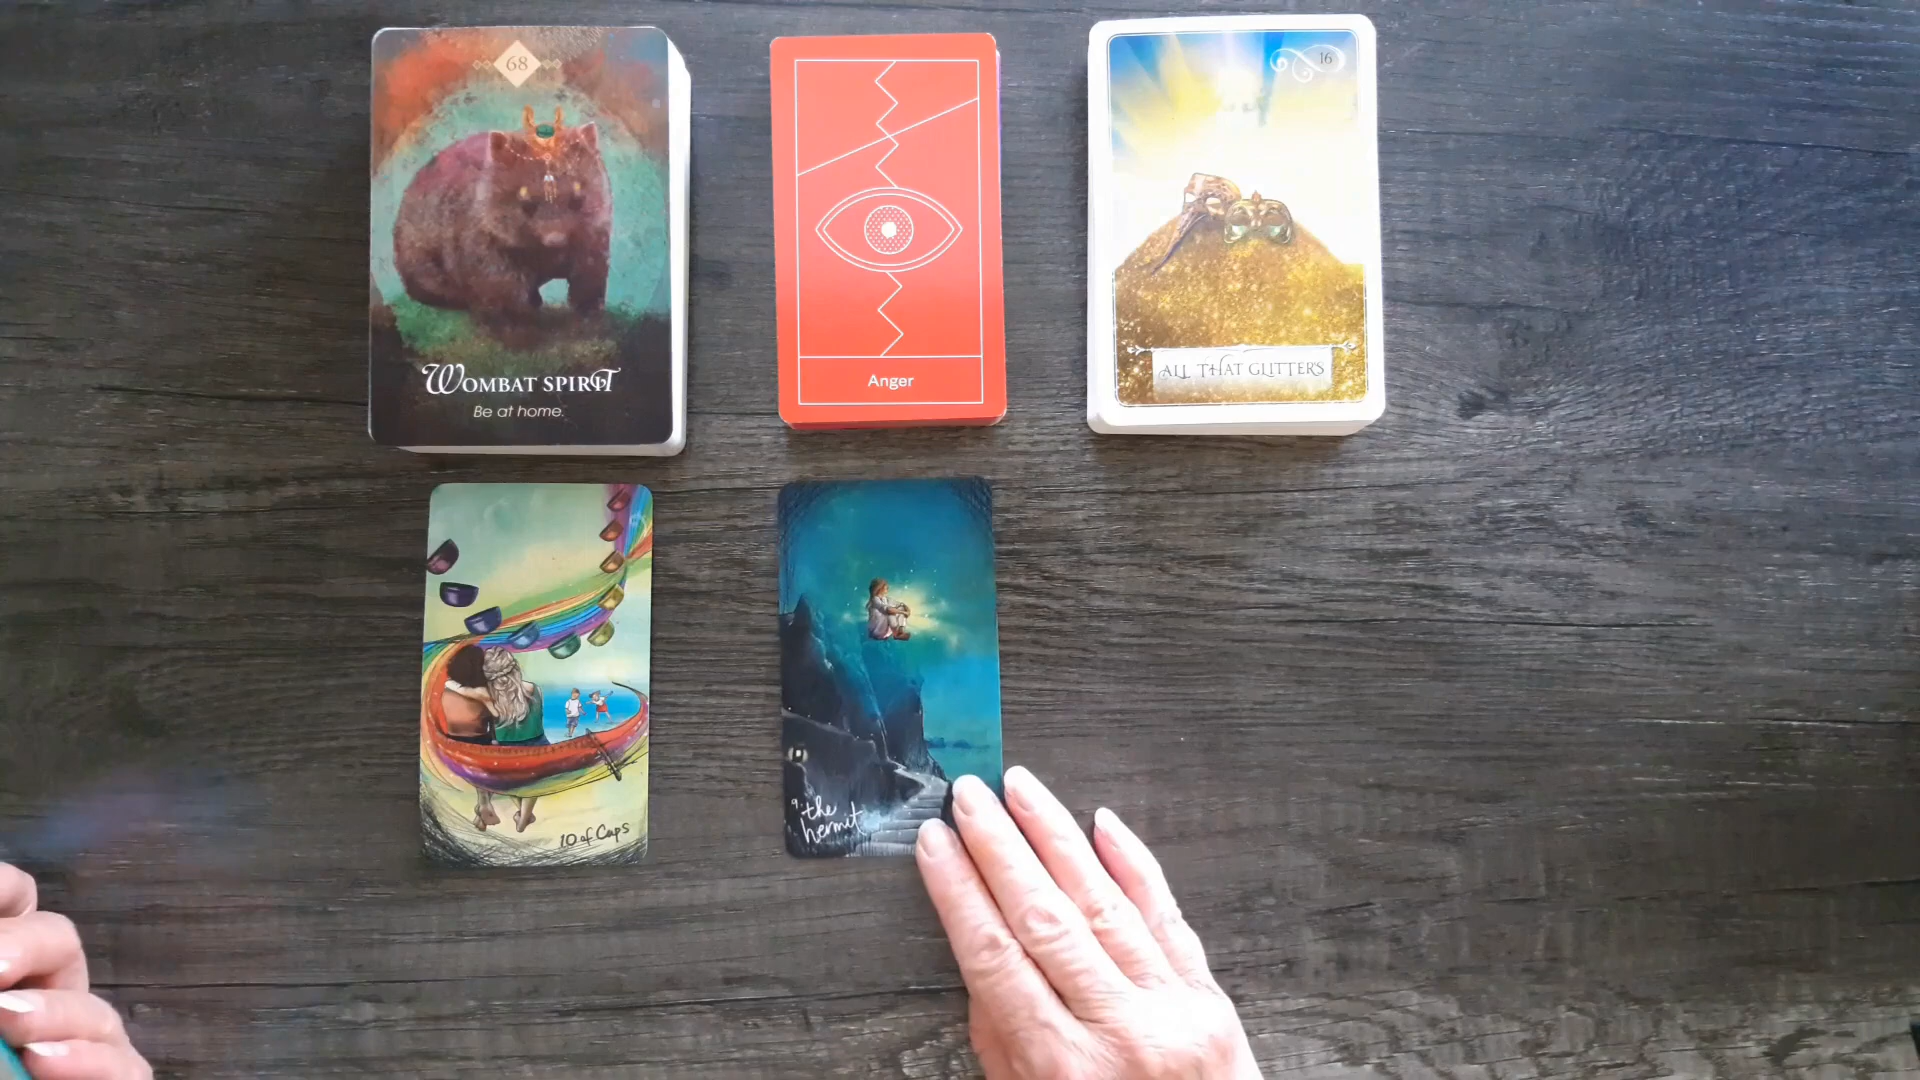 68
WOMBAT SPIRIT
Be at home.
Anger
16
ALL THAT GLITTERS
10 of Cups
9. the
hermit